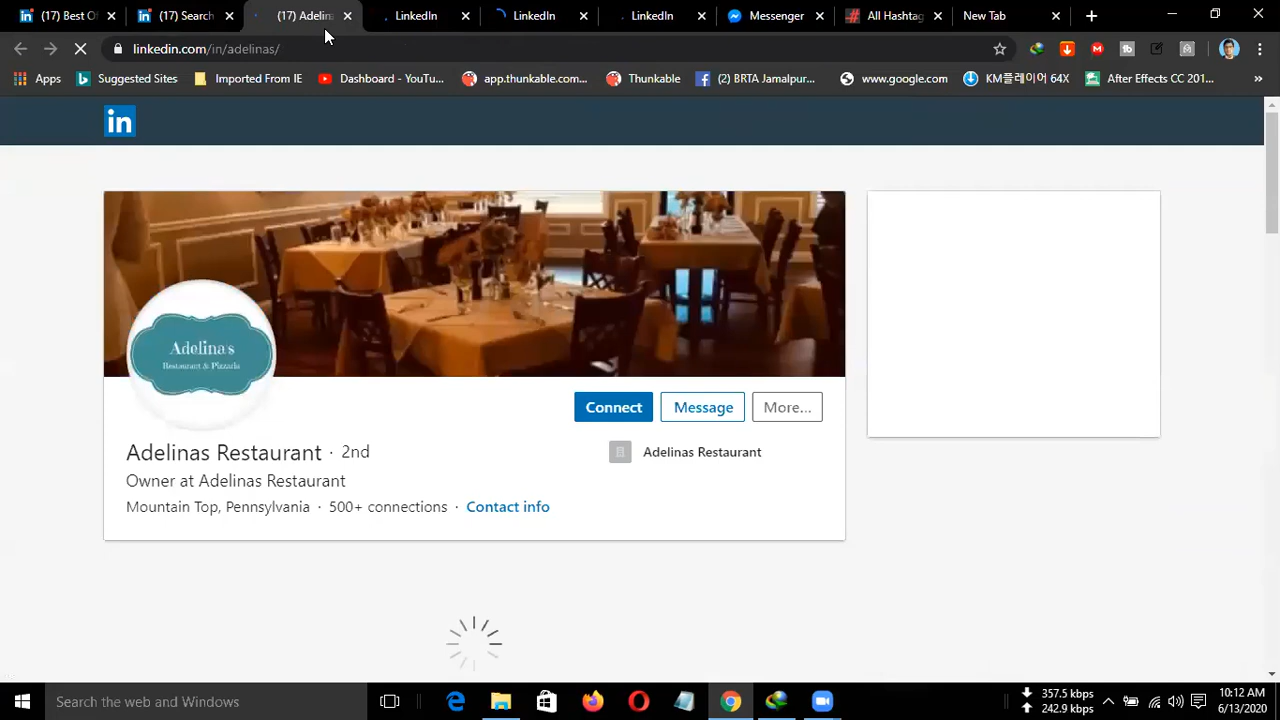 (17) Best O
(17) Search
(17) Adelina
LinkedIn
LinkedIn
LinkedIn
Messenger
All Hashtag
New Tab
linkedin.com/in/adelinas/
Apps
Suggested Sites
Imported From IE
Dashboard - YouTu...
app.thunkable.com...
Thunkable
(2) BRTA Jamalpur...
www.google.com
KM플레이어 64X
After Effects CC 201...
»
in
Adelina's
Restaurant & Pizzaria
Connect
Message
More...
Adelinas Restaurant · 2nd
Adelinas Restaurant
Owner at Adelinas Restaurant
Mountain Top, Pennsylvania · 500+ connections · Contact info
Search the web and Windows
357.5 kbps
242.9 kbps
10:12 AM
6/13/2020